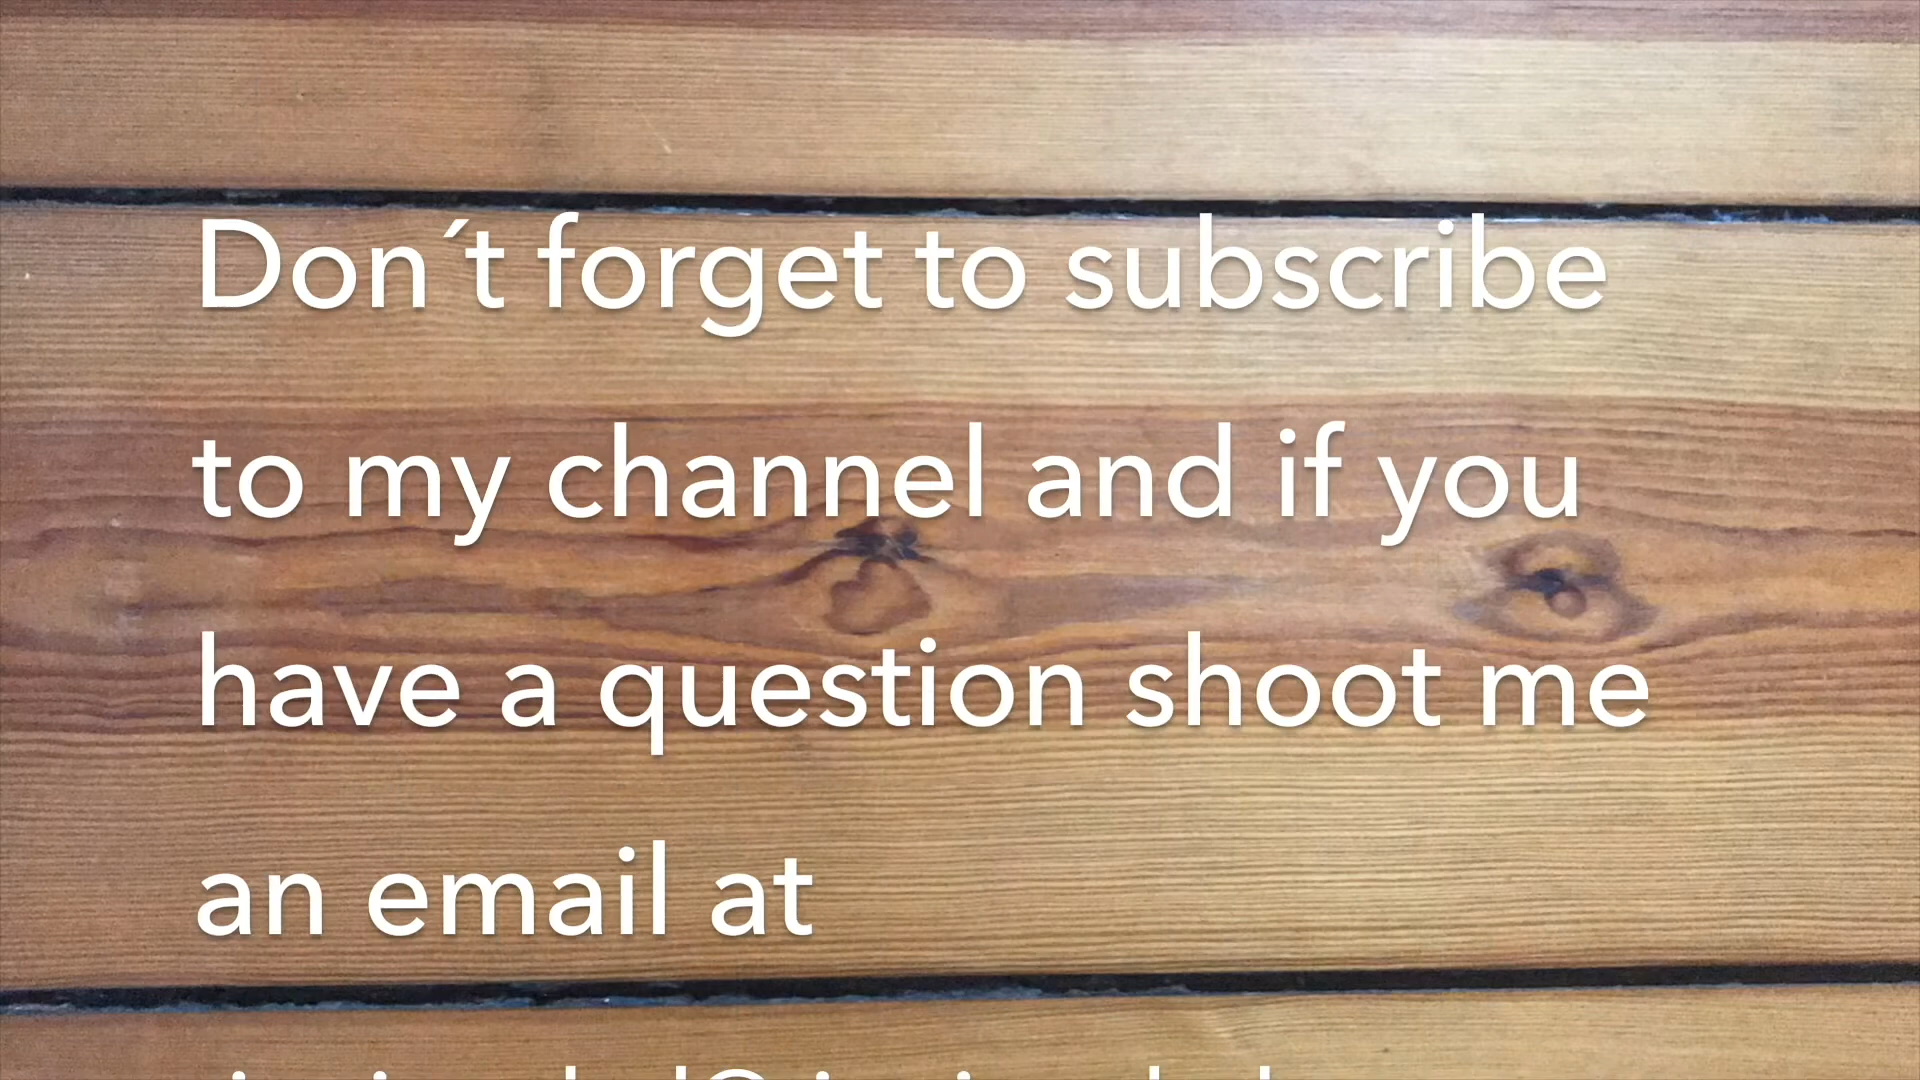 Don´t forget to subscribe
to my channel and if you
have a question shoot me
an email at